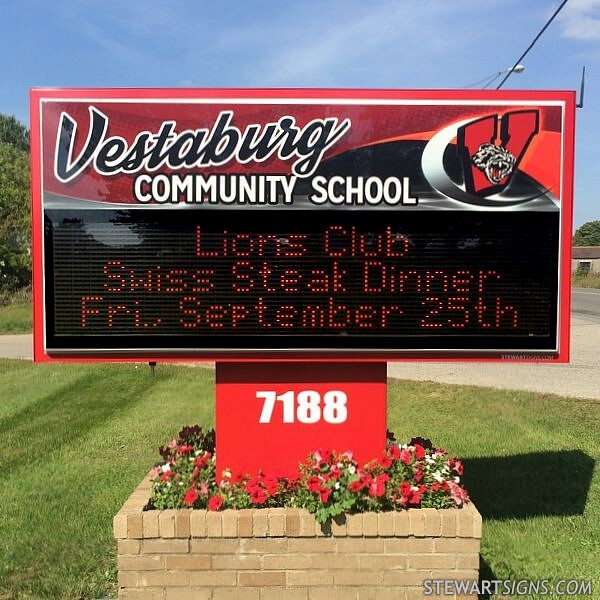 Vestaburg
COMMUNITY SCHOOL
V
Lions Club
Swiss Steak Dinner
Fri. September 25th
STEWARTSIGNS.COM
7188
STEWARTSIGNS.COM